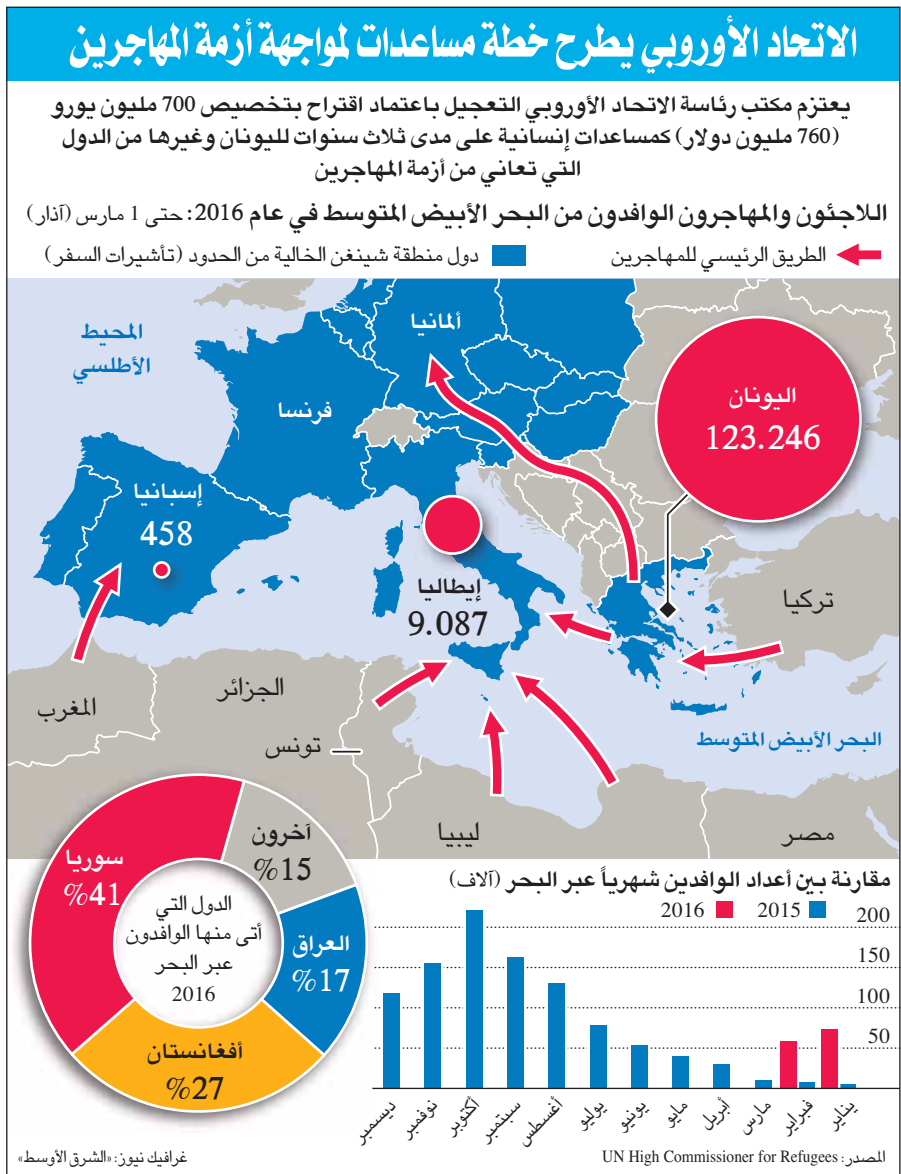 الاتحاد الأوروبي يطرح خطة مساعدات لمواجهة أزمة المهاجرين
يعتزم مكتب رئاسة الاتحاد الأوروبي التعجيل باعتماد اقتراح بتخصيص 700 مليون يورو
(760 مليون دولار) كمساعدات إنسانية على مدى ثلاث سنوات لليونان وغيرها من الدول
التي تعاني من أزمة المهاجرين
اللاجئون والمهاجرون الوافدون من البحر الأبيض المتوسط في عام 2016: حتى 1 مارس (آذار)
الطريق الرئيسي للمهاجرين
دول منطقة شينغن الخالية من الحدود (تأشيرات السفر)
المحيط
الأطلسي
ألمانيا
فرنسا
اليونان
123.246
إسبانيا
458
إيطاليا
9.087
تركيا
البحر الأبيض المتوسط
المغرب
الجزائر
تونس
ليبيا
مصر
مقارنة بين أعداد الوافدين شهرياً عبر البحر (آلاف)
2015
2016
200
150
100
50
يناير
فبراير
مارس
أبريل
مايو
يونيو
يوليو
أغسطس
سبتمبر
أكتوبر
نوفمبر
ديسمبر
الدول التي
أتى منها الوافدون
عبر البحر
2016
آخرون
%15
سوريا
%41
العراق
%17
أفغانستان
%27
المصدر: UN High Commissioner for Refugees
غرافيك نيوز: «الشرق الأوسط»